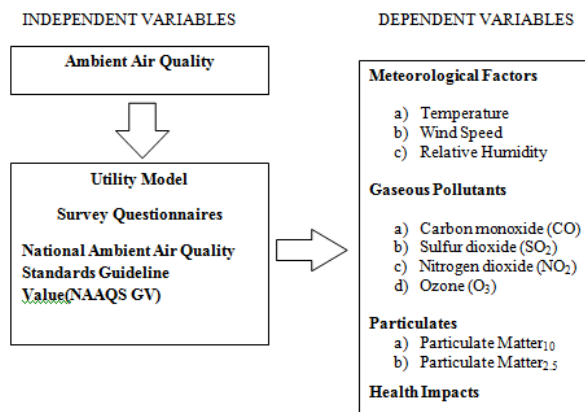 INDEPENDENT VARIABLES
Ambient Air Quality
Utility Model
Survey Questionnaires
National Ambient Air Quality
Standards Guideline
Value(NAAQS GV)
DEPENDENT VARIABLES
Meteorological Factors
a) Temperature
b) Wind Speed
c) Relative Humidity
Gaseous Pollutants
a) Carbon monoxide (CO)
b) Sulfur dioxide (SO₂)
c) Nitrogen dioxide (NO₂)
d) Ozone (O₃)
Particulates
a) Particulate Matter₁₀
b) Particulate Matter₂.₅
Health Impacts